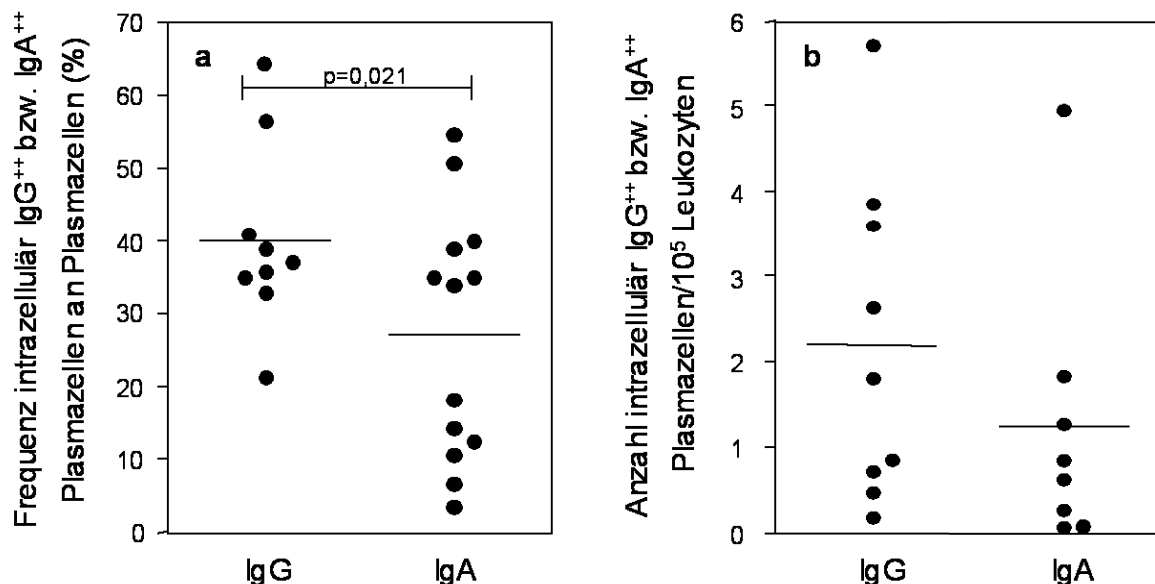 Frequenz intrazellulär IgG⁺⁺ bzw. IgA⁺⁺
Plasmazellen an Plasmazellen (%)
70
60
50
40
30
20
10
0
a
p=0,021
IgG IgA
Anzahl intrazellulär IgG⁺⁺ bzw. IgA⁺⁺
Plasmazellen/10⁵ Leukozyten
6
5
4
3
2
1
0
b
IgG IgA